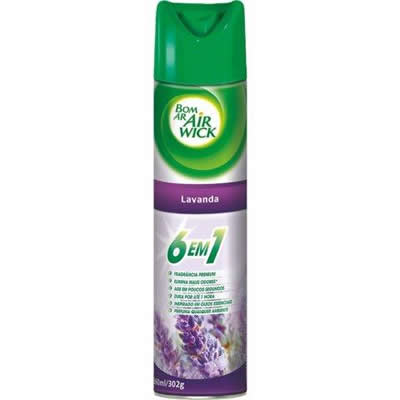 BOM
AR AIR
WICK
Lavanda
6 EM 1
FRAGRÂNCIA PREMIUM
ELIMINA MAUS ODORES*
AGE EM POUCOS SEGUNDOS
DURA POR ATÉ 1 HORA
INSPIRADO EM ÓLEOS ESSENCIAIS
PERFUMA QUALQUER AMBIENTE
/302g